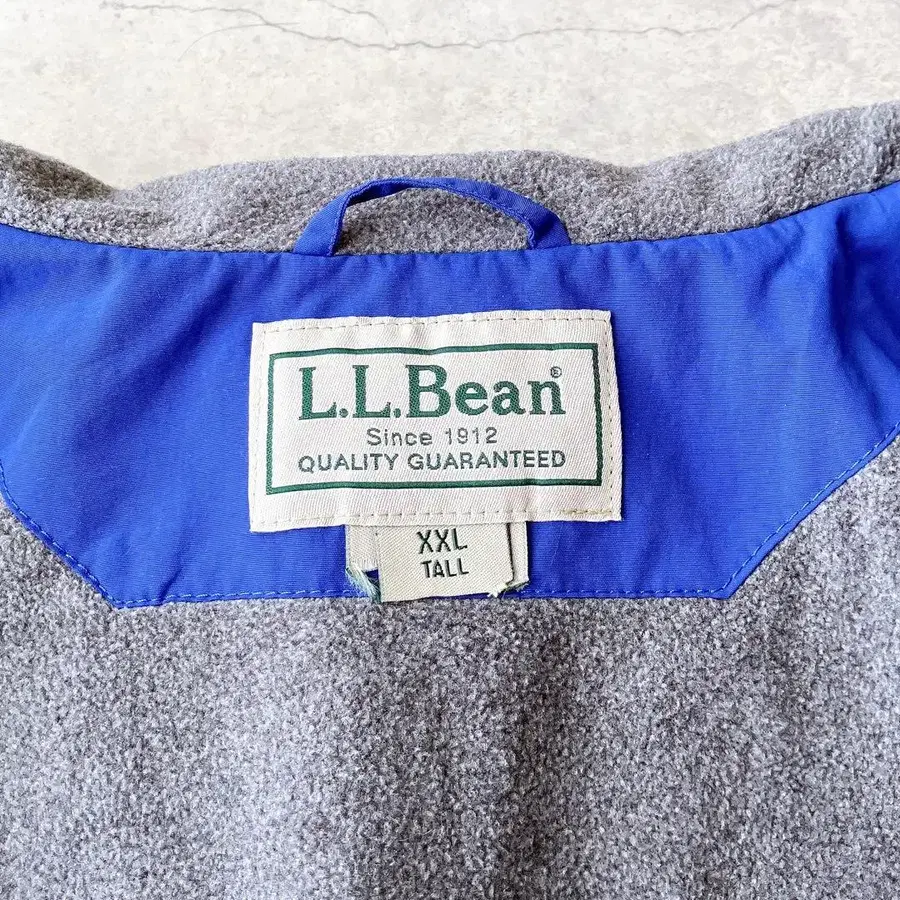 L.L.Bean®
Since 1912
QUALITY GUARANTEED
XXL
TALL